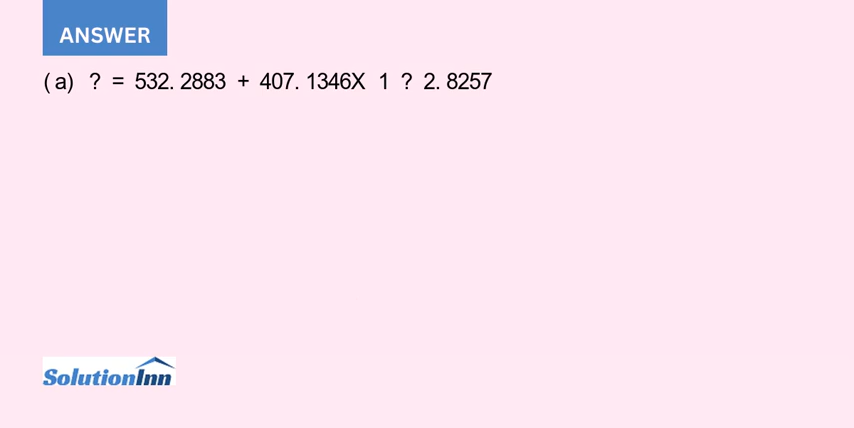 ANSWER
(a) ? = 532. 2883 + 407. 1346X 1 ? 2. 8257
SolutionInn